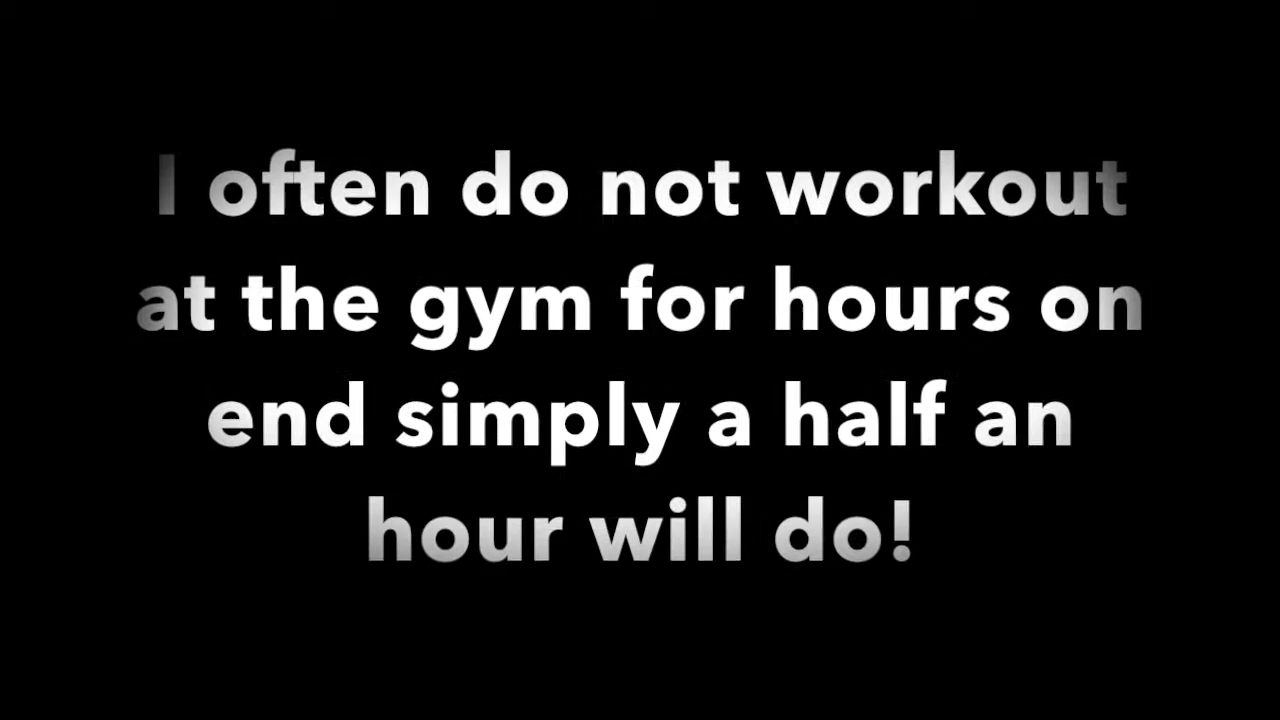 I often do not workout
at the gym for hours on
end simply a half an
hour will do!